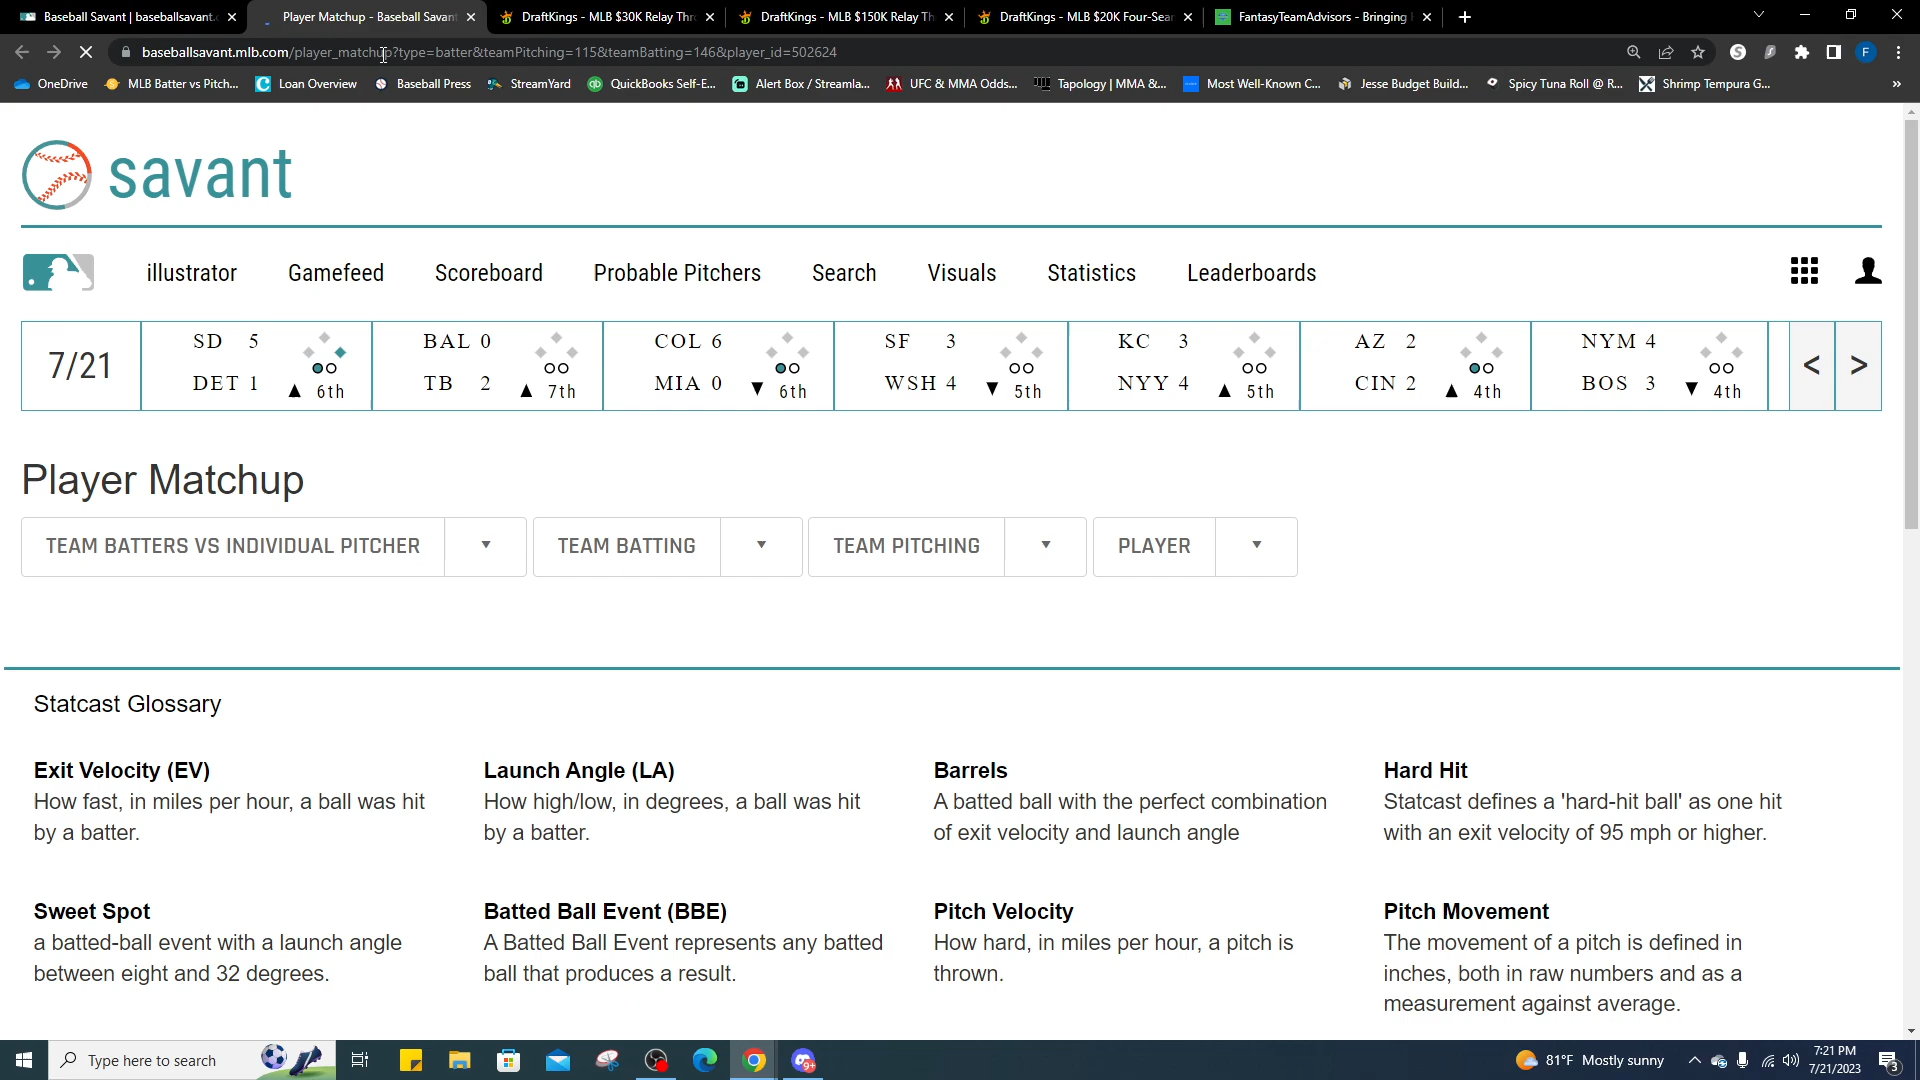 Baseball Savant | baseballsavant.
Player Matchup - Baseball Savant
DraftKings - MLB $30K Relay Thr
DraftKings - MLB $150K Relay Th
DraftKings - MLB $20K Four-Sea
FantasyTeamAdvisors - Bringing
baseballsavant.mlb.com/player_matchup?type=batter&teamPitching=115&teamBatting=146&player_id=502624
OneDrive
MLB Batter vs Pitch...
Loan Overview
Baseball Press
StreamYard
QuickBooks Self-E...
Alert Box / Streamla...
UFC & MMA Odds...
Tapology | MMA &...
Most Well-Known C...
Jesse Budget Build...
Spicy Tuna Roll @ R...
Shrimp Tempura G...
»
savant
illustrator
Gamefeed
Scoreboard
Probable Pitchers
Search
Visuals
Statistics
Leaderboards
7/21
SD 5
DET 1 ▲ 6th
BAL 0
TB 2 ▲ 7th
COL 6
MIA 0 ▼ 6th
SF 3
WSH 4 ▼ 5th
KC 3
NYY 4 ▲ 5th
AZ 2
CIN 2 ▲ 4th
NYM 4
BOS 3 ▼ 4th
< >
Player Matchup
TEAM BATTERS VS INDIVIDUAL PITCHER
TEAM BATTING
TEAM PITCHING
PLAYER
Statcast Glossary
Exit Velocity (EV)
How fast, in miles per hour, a ball was hit
by a batter.
Launch Angle (LA)
How high/low, in degrees, a ball was hit
by a batter.
Barrels
A batted ball with the perfect combination
of exit velocity and launch angle
Hard Hit
Statcast defines a 'hard-hit ball' as one hit
with an exit velocity of 95 mph or higher.
Sweet Spot
a batted-ball event with a launch angle
between eight and 32 degrees.
Batted Ball Event (BBE)
A Batted Ball Event represents any batted
ball that produces a result.
Pitch Velocity
How hard, in miles per hour, a pitch is
thrown.
Pitch Movement
The movement of a pitch is defined in
inches, both in raw numbers and as a
measurement against average.
Type here to search
9+
81°F Mostly sunny
7:21 PM
7/21/2023
3